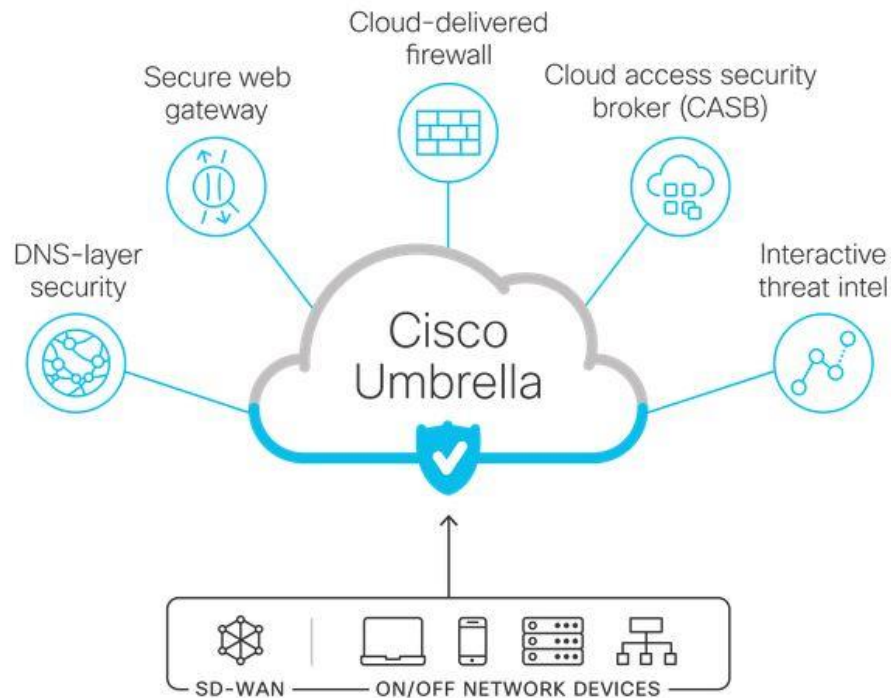 Cloud-delivered
firewall
Secure web
gateway
Cloud access security
broker (CASB)
DNS-layer
security
Interactive
threat intel
Cisco
Umbrella
SD-WAN
ON/OFF NETWORK DEVICES